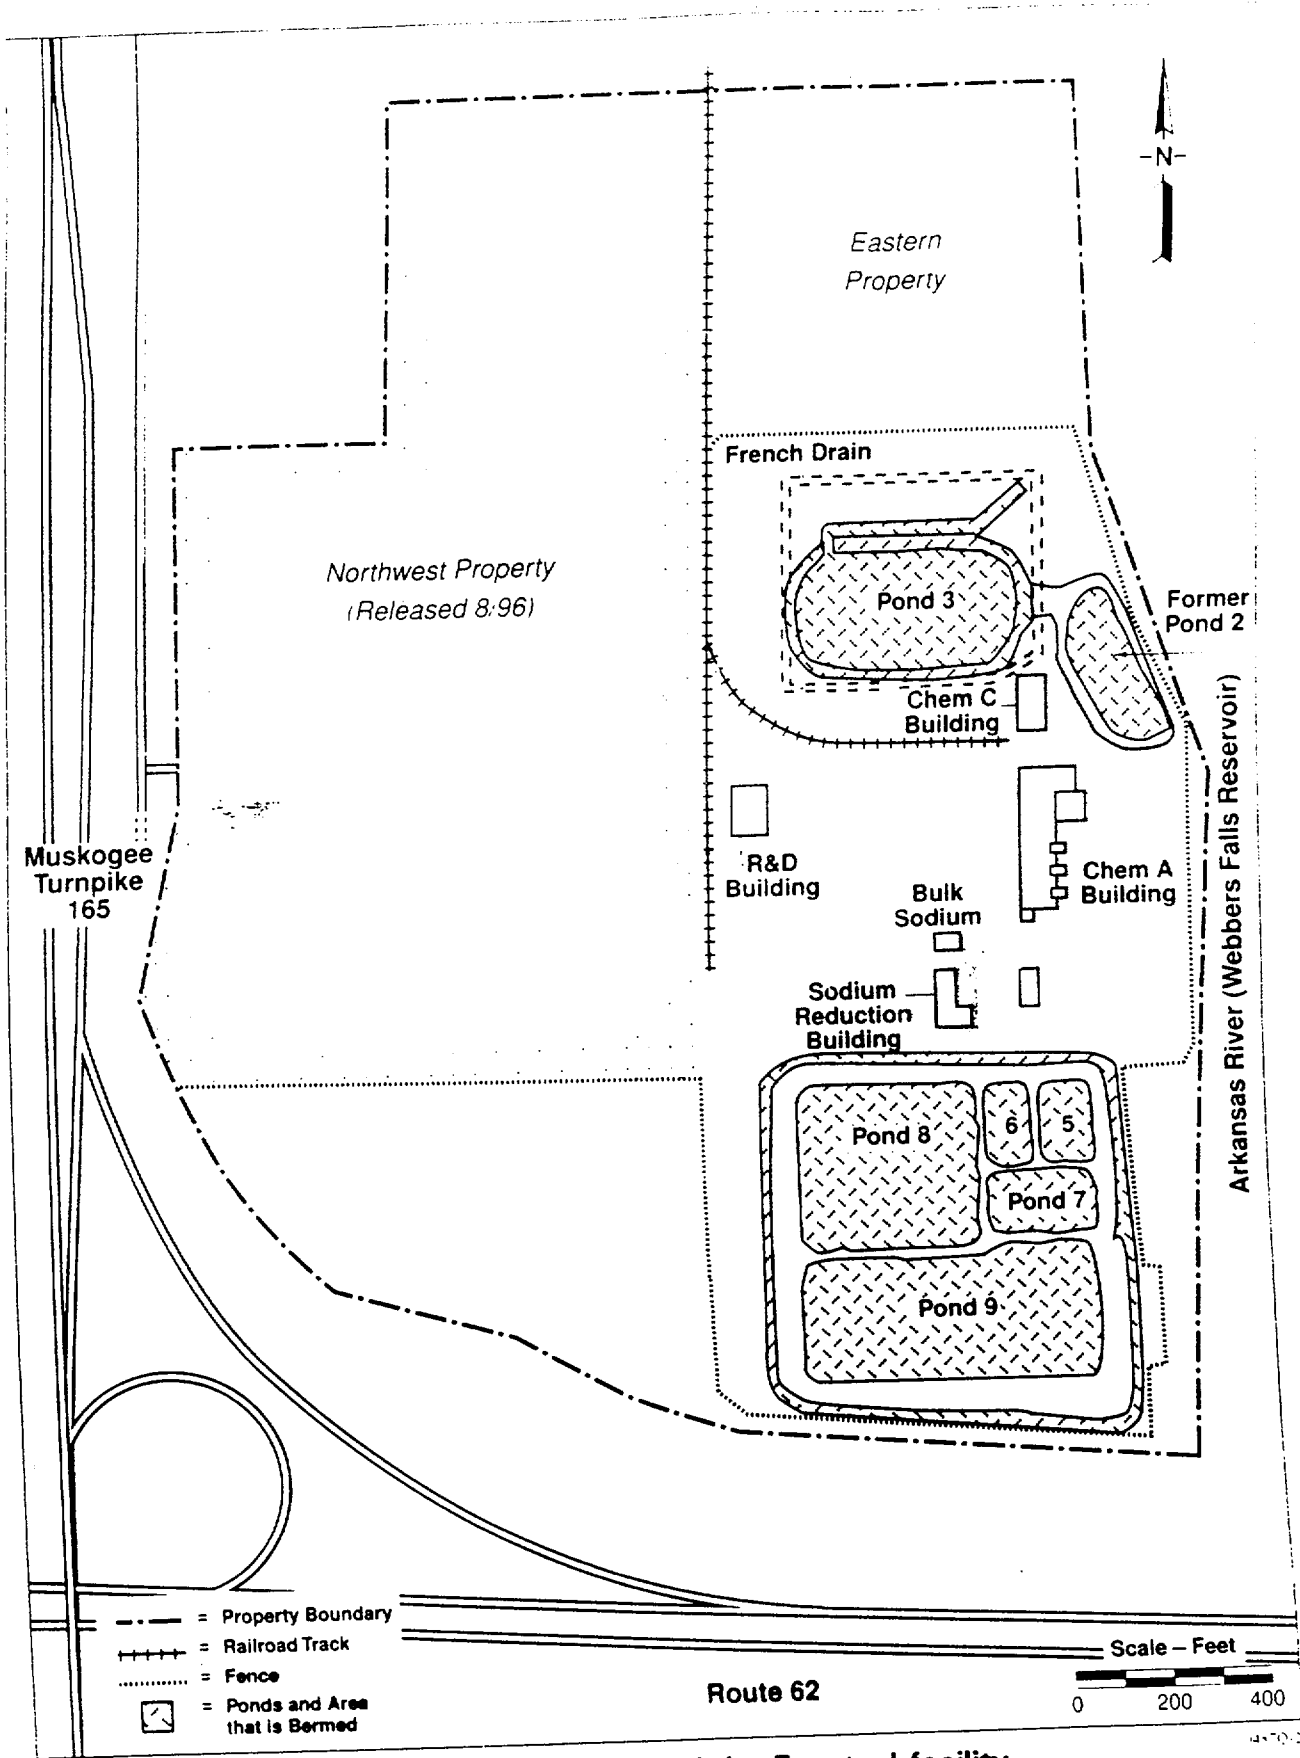 -N-
Eastern
Property
French Drain
Northwest Property
(Released 8/96)
Pond 3
Former
Pond 2
Chem C
Building
Arkansas River (Webbers Falls Reservoir)
Muskogee
Turnpike
165
R&D
Building
Chem A
Building
Bulk
Sodium
Sodium
Reduction
Building
Pond 8
6
5
Pond 7
Pond 9
= Property Boundary
= Railroad Track
= Fence
= Ponds and Area
that is Bermed
Route 62
Scale – Feet
0 200 400
facility